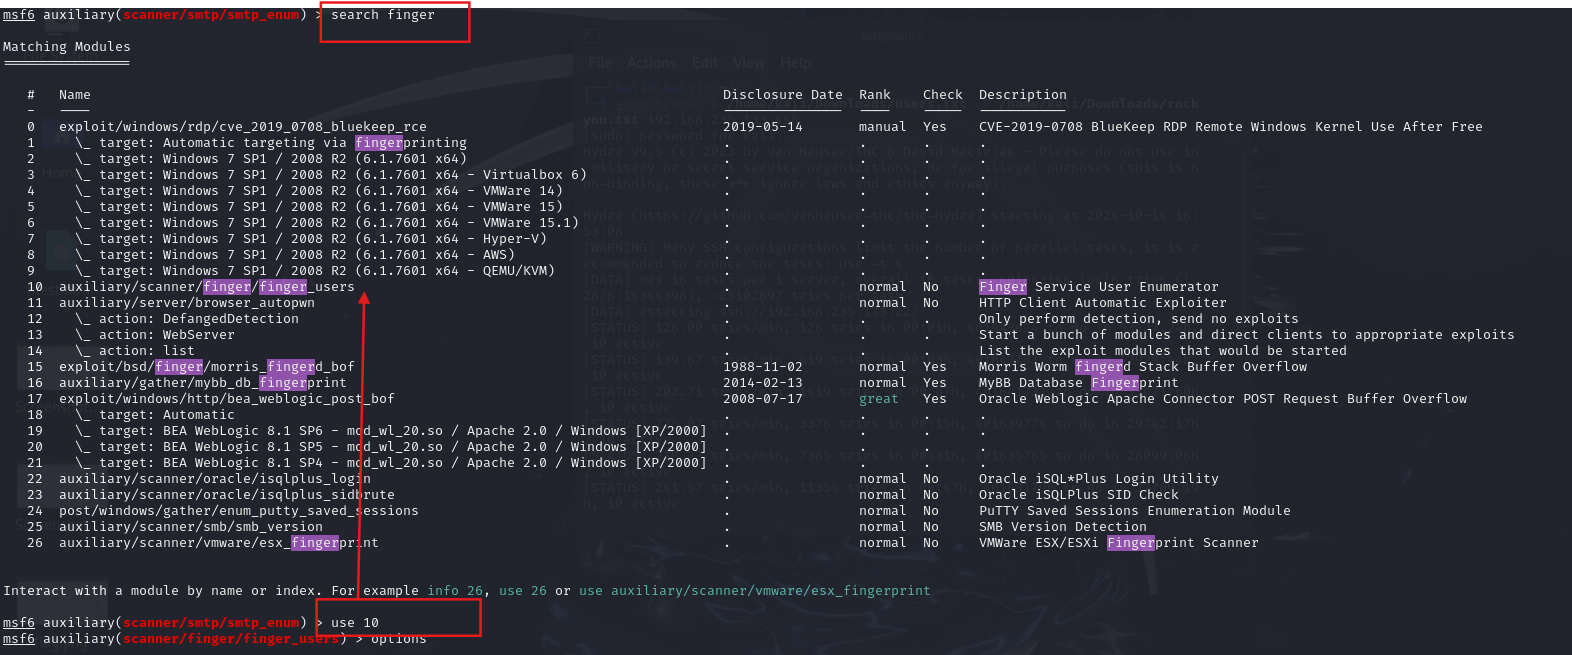 msf6 auxiliary(scanner/smtp/smtp_enum) > search finger
Matching Modules
#   Name   Disclosure Date   Rank   Check   Description
-   ----   ---------------   ----   -----   -----------
0   exploit/windows/rdp/cve_2019_0708_bluekeep_rce   2019-05-14   manual   Yes   CVE-2019-0708 BlueKeep RDP Remote Windows Kernel Use After Free
1   \_ target: Automatic targeting via fingerprinting   .   .   .   .
2   \_ target: Windows 7 SP1 / 2008 R2 (6.1.7601 x64)   .   .   .   .
3   \_ target: Windows 7 SP1 / 2008 R2 (6.1.7601 x64 - Virtualbox 6)   .   .   .   .
4   \_ target: Windows 7 SP1 / 2008 R2 (6.1.7601 x64 - VMWare 14)   .   .   .   .
5   \_ target: Windows 7 SP1 / 2008 R2 (6.1.7601 x64 - VMWare 15)   .   .   .   .
6   \_ target: Windows 7 SP1 / 2008 R2 (6.1.7601 x64 - VMWare 15.1)   .   .   .   .
7   \_ target: Windows 7 SP1 / 2008 R2 (6.1.7601 x64 - Hyper-V)   .   .   .   .
8   \_ target: Windows 7 SP1 / 2008 R2 (6.1.7601 x64 - AWS)   .   .   .   .
9   \_ target: Windows 7 SP1 / 2008 R2 (6.1.7601 x64 - QEMU/KVM)   .   .   .   .
10   auxiliary/scanner/finger/finger_users   .   normal   No   Finger Service User Enumerator
11   auxiliary/server/browser_autopwn   .   normal   No   HTTP Client Automatic Exploiter
12   \_ action: DefangedDetection   .   .   .   Only perform detection, send no exploits
13   \_ action: WebServer   .   .   .   Start a bunch of modules and direct clients to appropriate exploits
14   \_ action: list   .   .   .   List the exploit modules that would be started
15   exploit/bsd/finger/morris_fingerd_bof   1988-11-02   normal   Yes   Morris Worm fingerd Stack Buffer Overflow
16   auxiliary/gather/mybb_db_fingerprint   2014-02-13   normal   Yes   MyBB Database Fingerprint
17   exploit/windows/http/bea_weblogic_post_bof   2008-07-17   great   Yes   Oracle Weblogic Apache Connector POST Request Buffer Overflow
18   \_ target: Automatic   .   .   .   .
19   \_ target: BEA WebLogic 8.1 SP6 - mod_wl_20.so / Apache 2.0 / Windows [XP/2000]   .   .   .   .
20   \_ target: BEA WebLogic 8.1 SP5 - mod_wl_20.so / Apache 2.0 / Windows [XP/2000]   .   .   .   .
21   \_ target: BEA WebLogic 8.1 SP4 - mod_wl_20.so / Apache 2.0 / Windows [XP/2000]   .   .   .   .
22   auxiliary/scanner/oracle/isqlplus_login   .   normal   No   Oracle iSQL*Plus Login Utility
23   auxiliary/scanner/oracle/isqlplus_sidbrute   .   normal   No   Oracle iSQLPlus SID Check
24   post/windows/gather/enum_putty_saved_sessions   .   normal   No   PuTTY Saved Sessions Enumeration Module
25   auxiliary/scanner/smb/smb_version   .   normal   No   SMB Version Detection
26   auxiliary/scanner/vmware/esx_fingerprint   .   normal   No   VMWare ESX/ESXi Fingerprint Scanner
Interact with a module by name or index. For example info 26, use 26 or use auxiliary/scanner/vmware/esx_fingerprint
msf6 auxiliary(scanner/smtp/smtp_enum) > use 10
msf6 auxiliary(scanner/finger/finger_users) > options